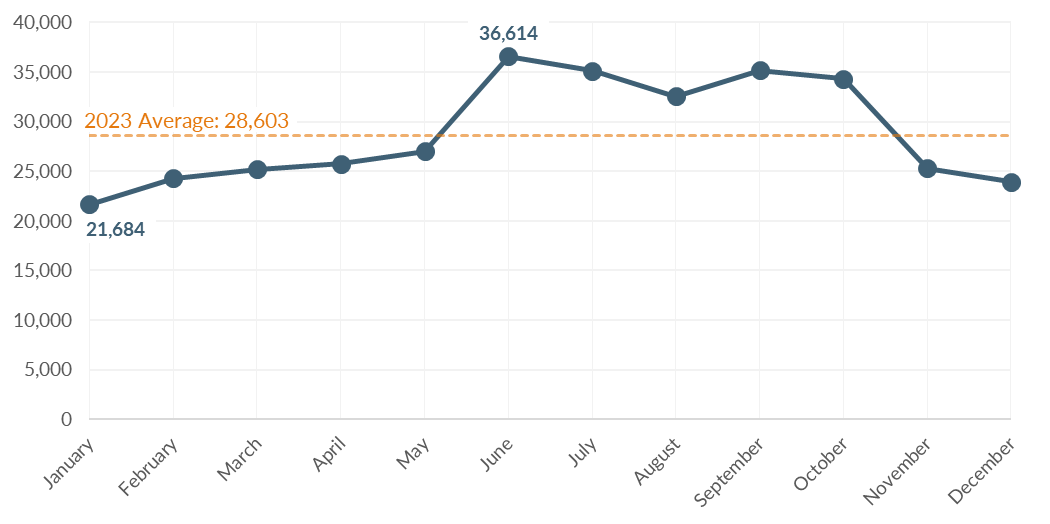 40,000
36,614
35,000
2023 Average: 28,603
30,000
25,000
21,684
20,000
15,000
10,000
5,000
0
January
February
March
April
May
June
July
August
September
October
November
December